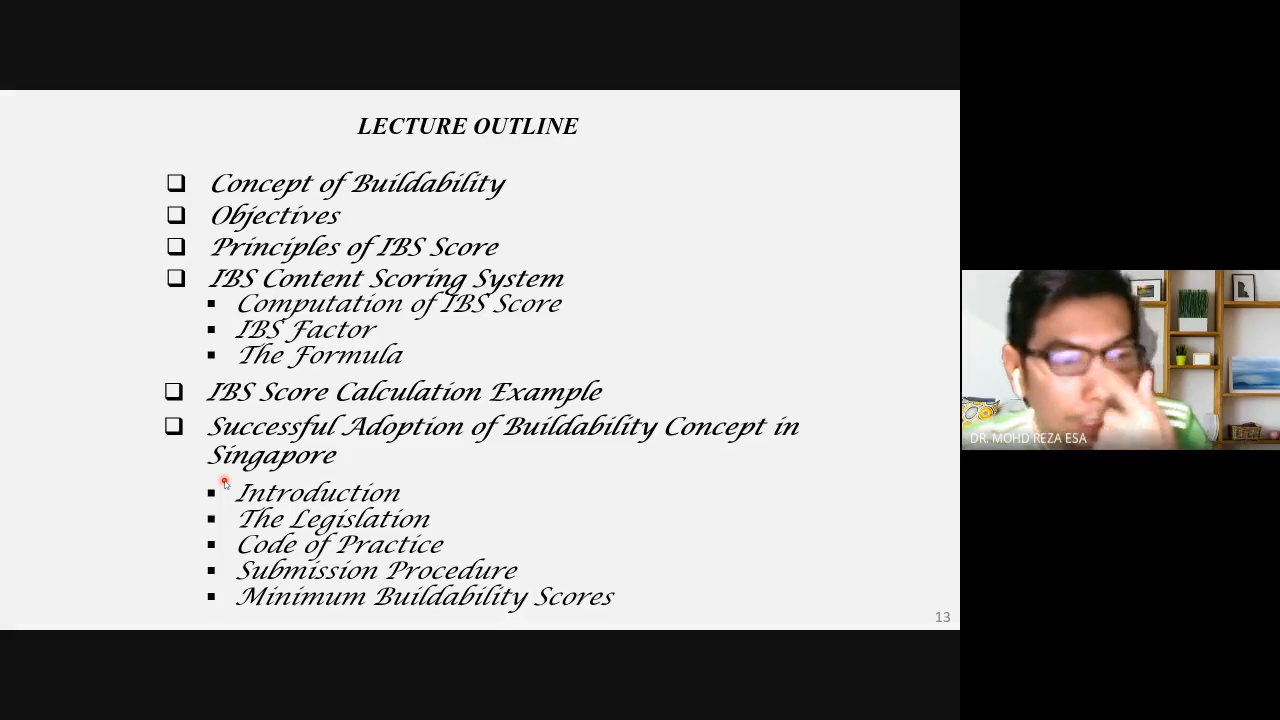 LECTURE OUTLINE
Concept of Buildability
Objectives
Principles of IBS Score
IBS Content Scoring System
Computation of IBS Score
IBS Factor
The Formula
IBS Score Calculation Example
Successful Adoption of Buildability Concept in
Singapore
Introduction
The Legislation
Code of Practice
Submission Procedure
Minimum Buildability Scores
13
DR. MOHD REZA ESA